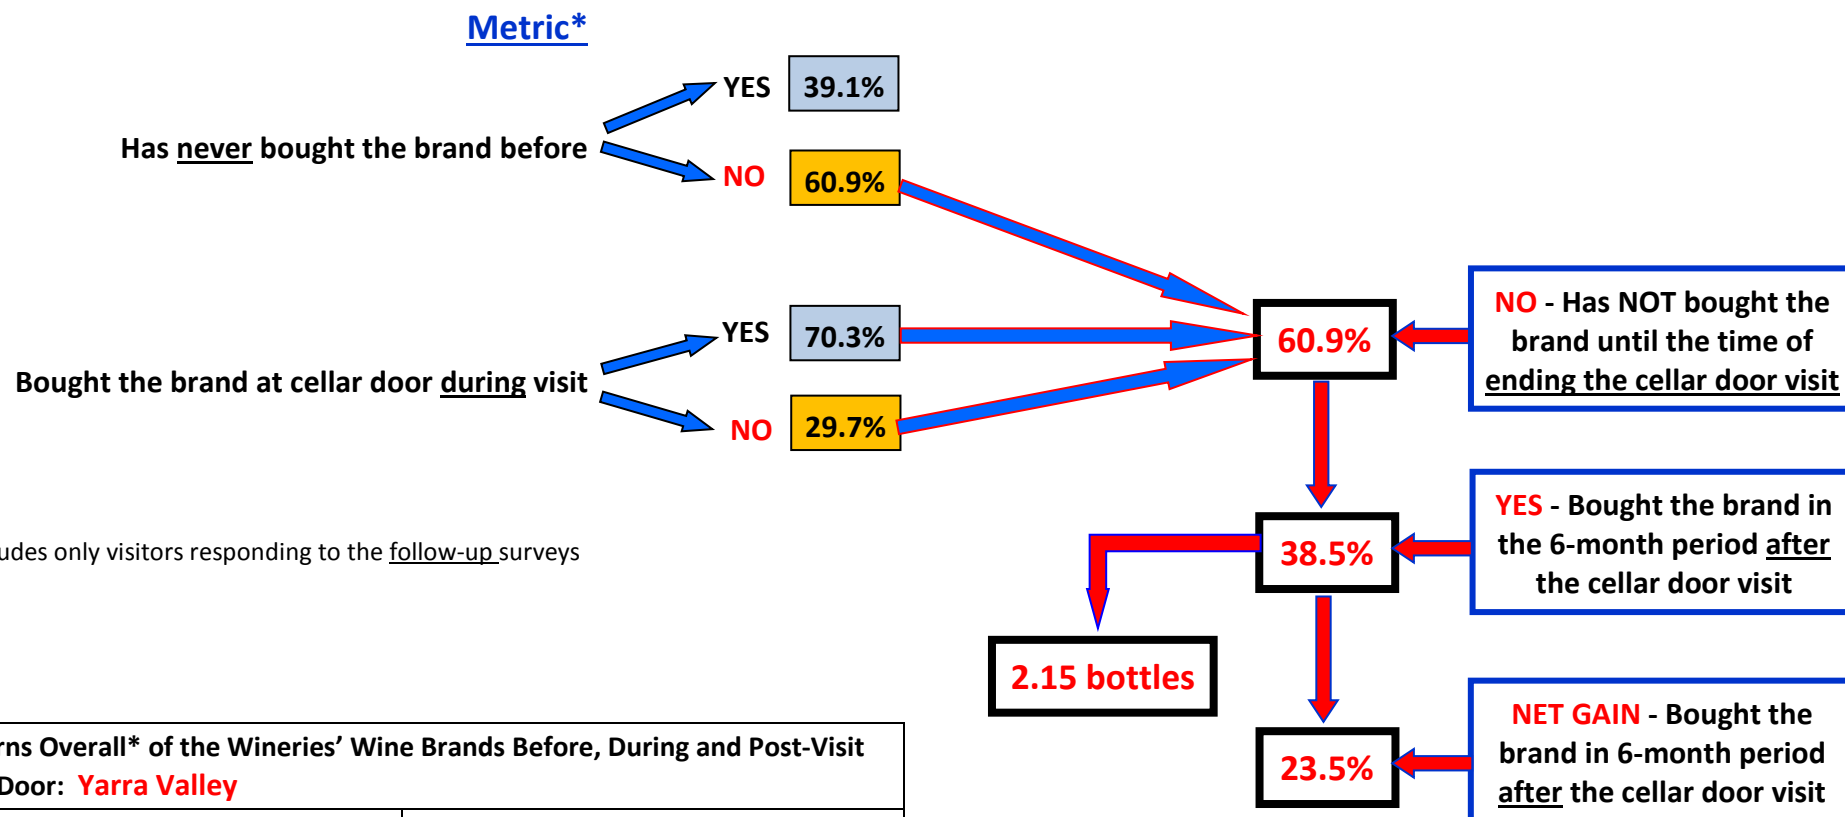 Metric*
YES 39.1%
Has never bought the brand before
NO 60.9%
YES 70.3%
Bought the brand at cellar door during visit
NO 29.7%
60.9%
NO - Has NOT bought the
brand until the time of
ending the cellar door visit
38.5%
YES - Bought the brand in
the 6-month period after
the cellar door visit
only visitors responding to the follow-up surveys
2.15 bottles
23.5%
NET GAIN - Bought the
brand in 6-month period
after the cellar door visit
Overall* of the Wineries’ Wine Brands Before, During and Post-Visit
Door: Yarra Valley